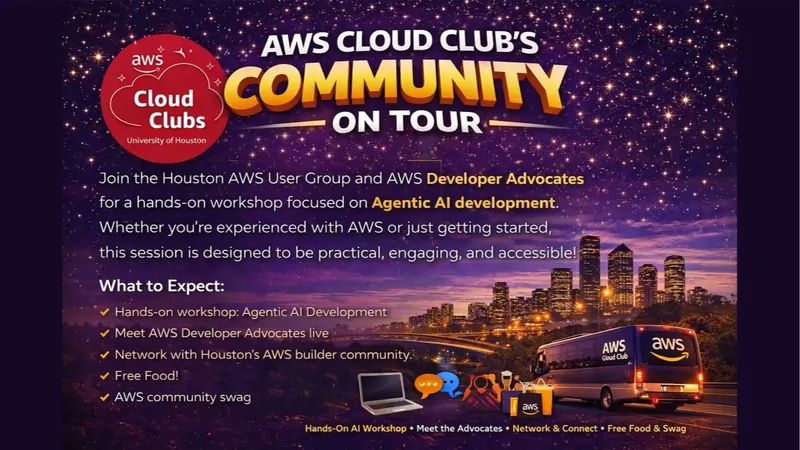 aws
Cloud
Clubs
University of Houston
AWS CLOUD CLUB'S
COMMUNITY
ON TOUR
Join the Houston AWS User Group and AWS Developer Advocates
for a hands-on workshop focused on Agentic AI development.
Whether you're experienced with AWS or just getting started,
this session is designed to be practical, engaging, and accessible!
What to Expect:
✓ Hands-on workshop: Agentic AI Development
✓ Meet AWS Developer Advocates live
✓ Network with Houston's AWS builder community.
✓ Free Food!
✓ AWS community swag
AWS
Cloud Club
aws
aws
Hands-On AI Workshop • Meet the Advocates • Network & Connect • Free Food & Swag